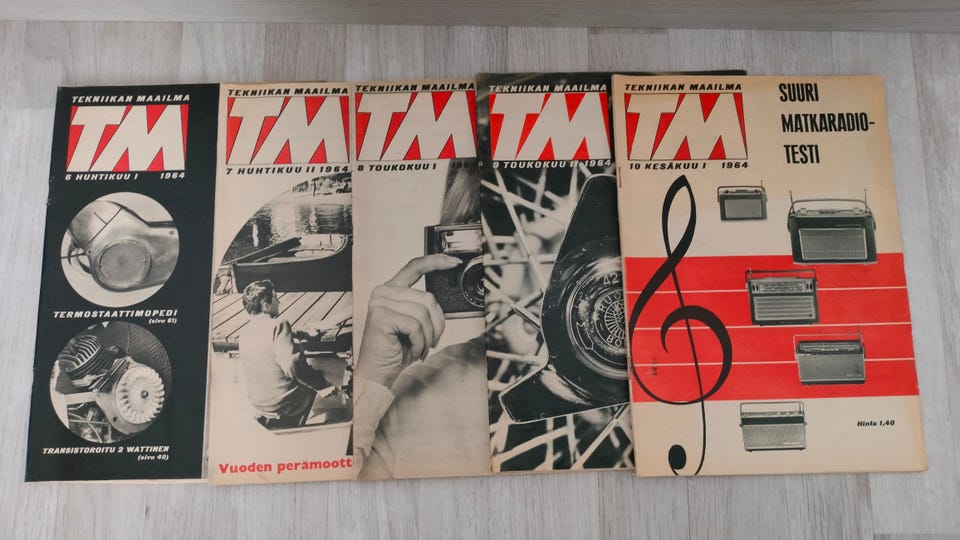 TEKNIIKAN MAAILMA
TM
6 HUHTIKUU I 1964
TERMOSTAATTIMOPEDI
(sivu 61)
TRANSISTOROITU 2 WATTINEN
(sivu 40)
TEKNIIKAN MAAILMA
TM
7 HUHTIKUU II 1964
Vuoden perämoott
TEKNIIKAN MAAILMA
TM
8 TOUKOKUU I 1964
TEKNIIKAN MAAILMA
TM
9 TOUKOKUU II 1964
42
TEKNIIKAN MAAILMA
TM
10 KESÄKUU I 1964
SUURI
MATKARADIO-
TESTI
Hinta 1,40